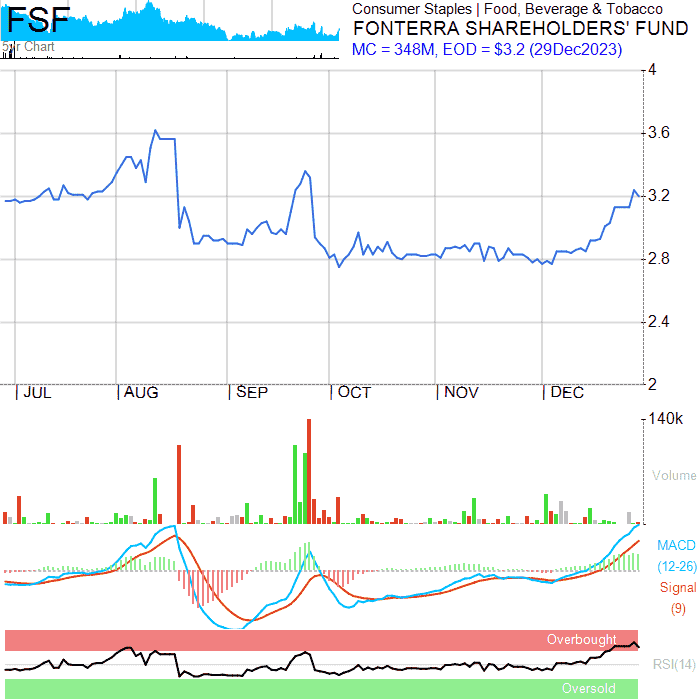 FSF
5yr Chart
Consumer Staples | Food, Beverage & Tobacco
FONTERRA SHAREHOLDERS' FUND
MC = 348M, EOD = $3.2 (29Dec2023)
4
3.6
3.2
2.8
2.4
2
JUL AUG SEP OCT NOV DEC
140k
Volume
MACD
(12-26)
Signal
(9)
Overbought
RSI(14)
Oversold